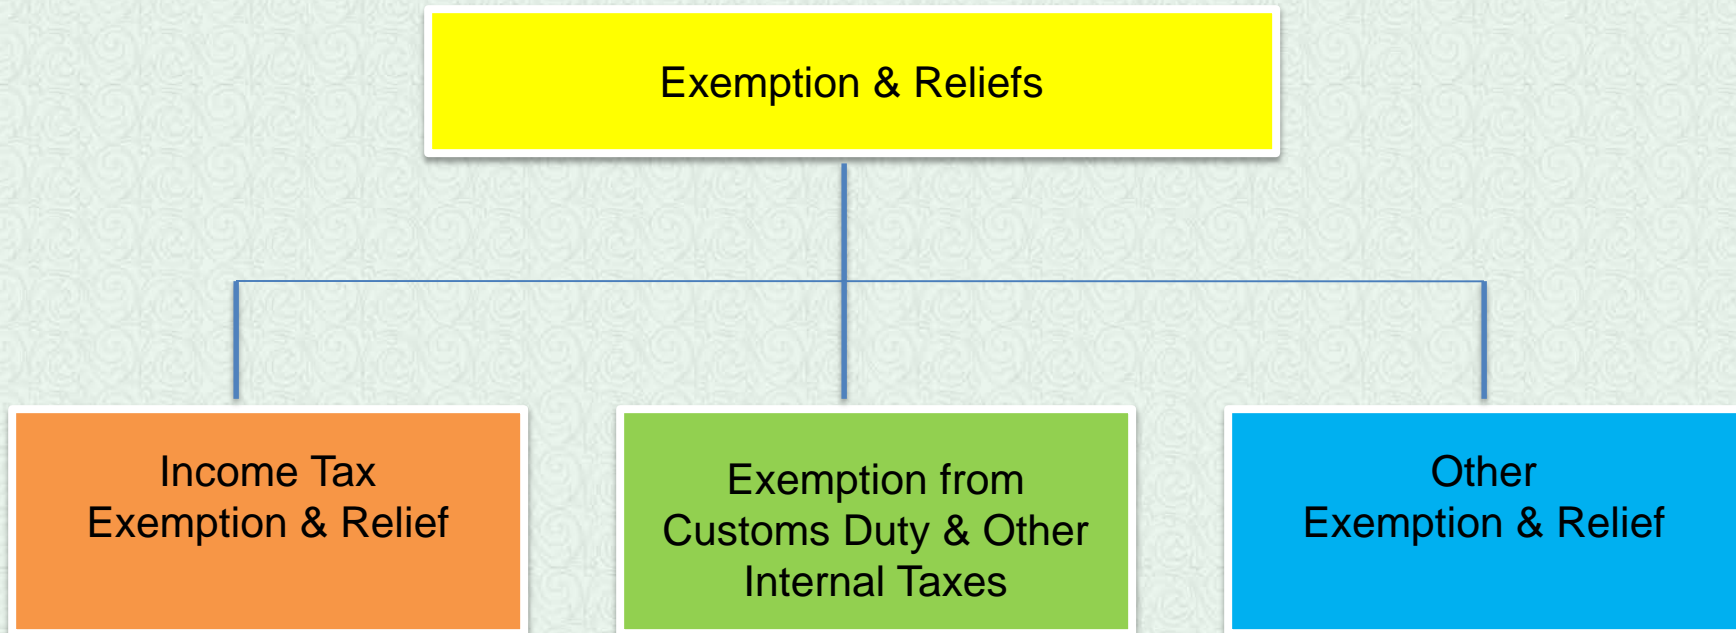 Exemption & Reliefs
Income Tax
Exemption & Relief
Exemption from
Customs Duty & Other
Internal Taxes
Other
Exemption & Relief